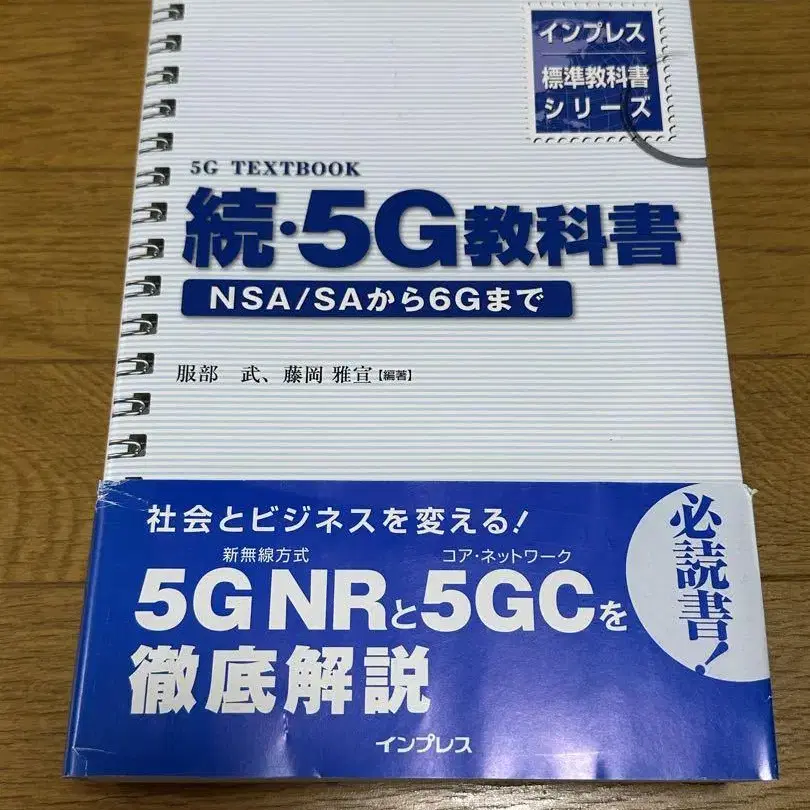 インプレス
標準教科書
シリーズ
5G TEXTBOOK
続・5G教科書
NSA/SAから6Gまで
服部 武、藤岡 雅宣【編著】
社会とビジネスを変える!
新無線方式 コア・ネットワーク
5G NRと5GCを
徹底解説
必読書!
インプレス